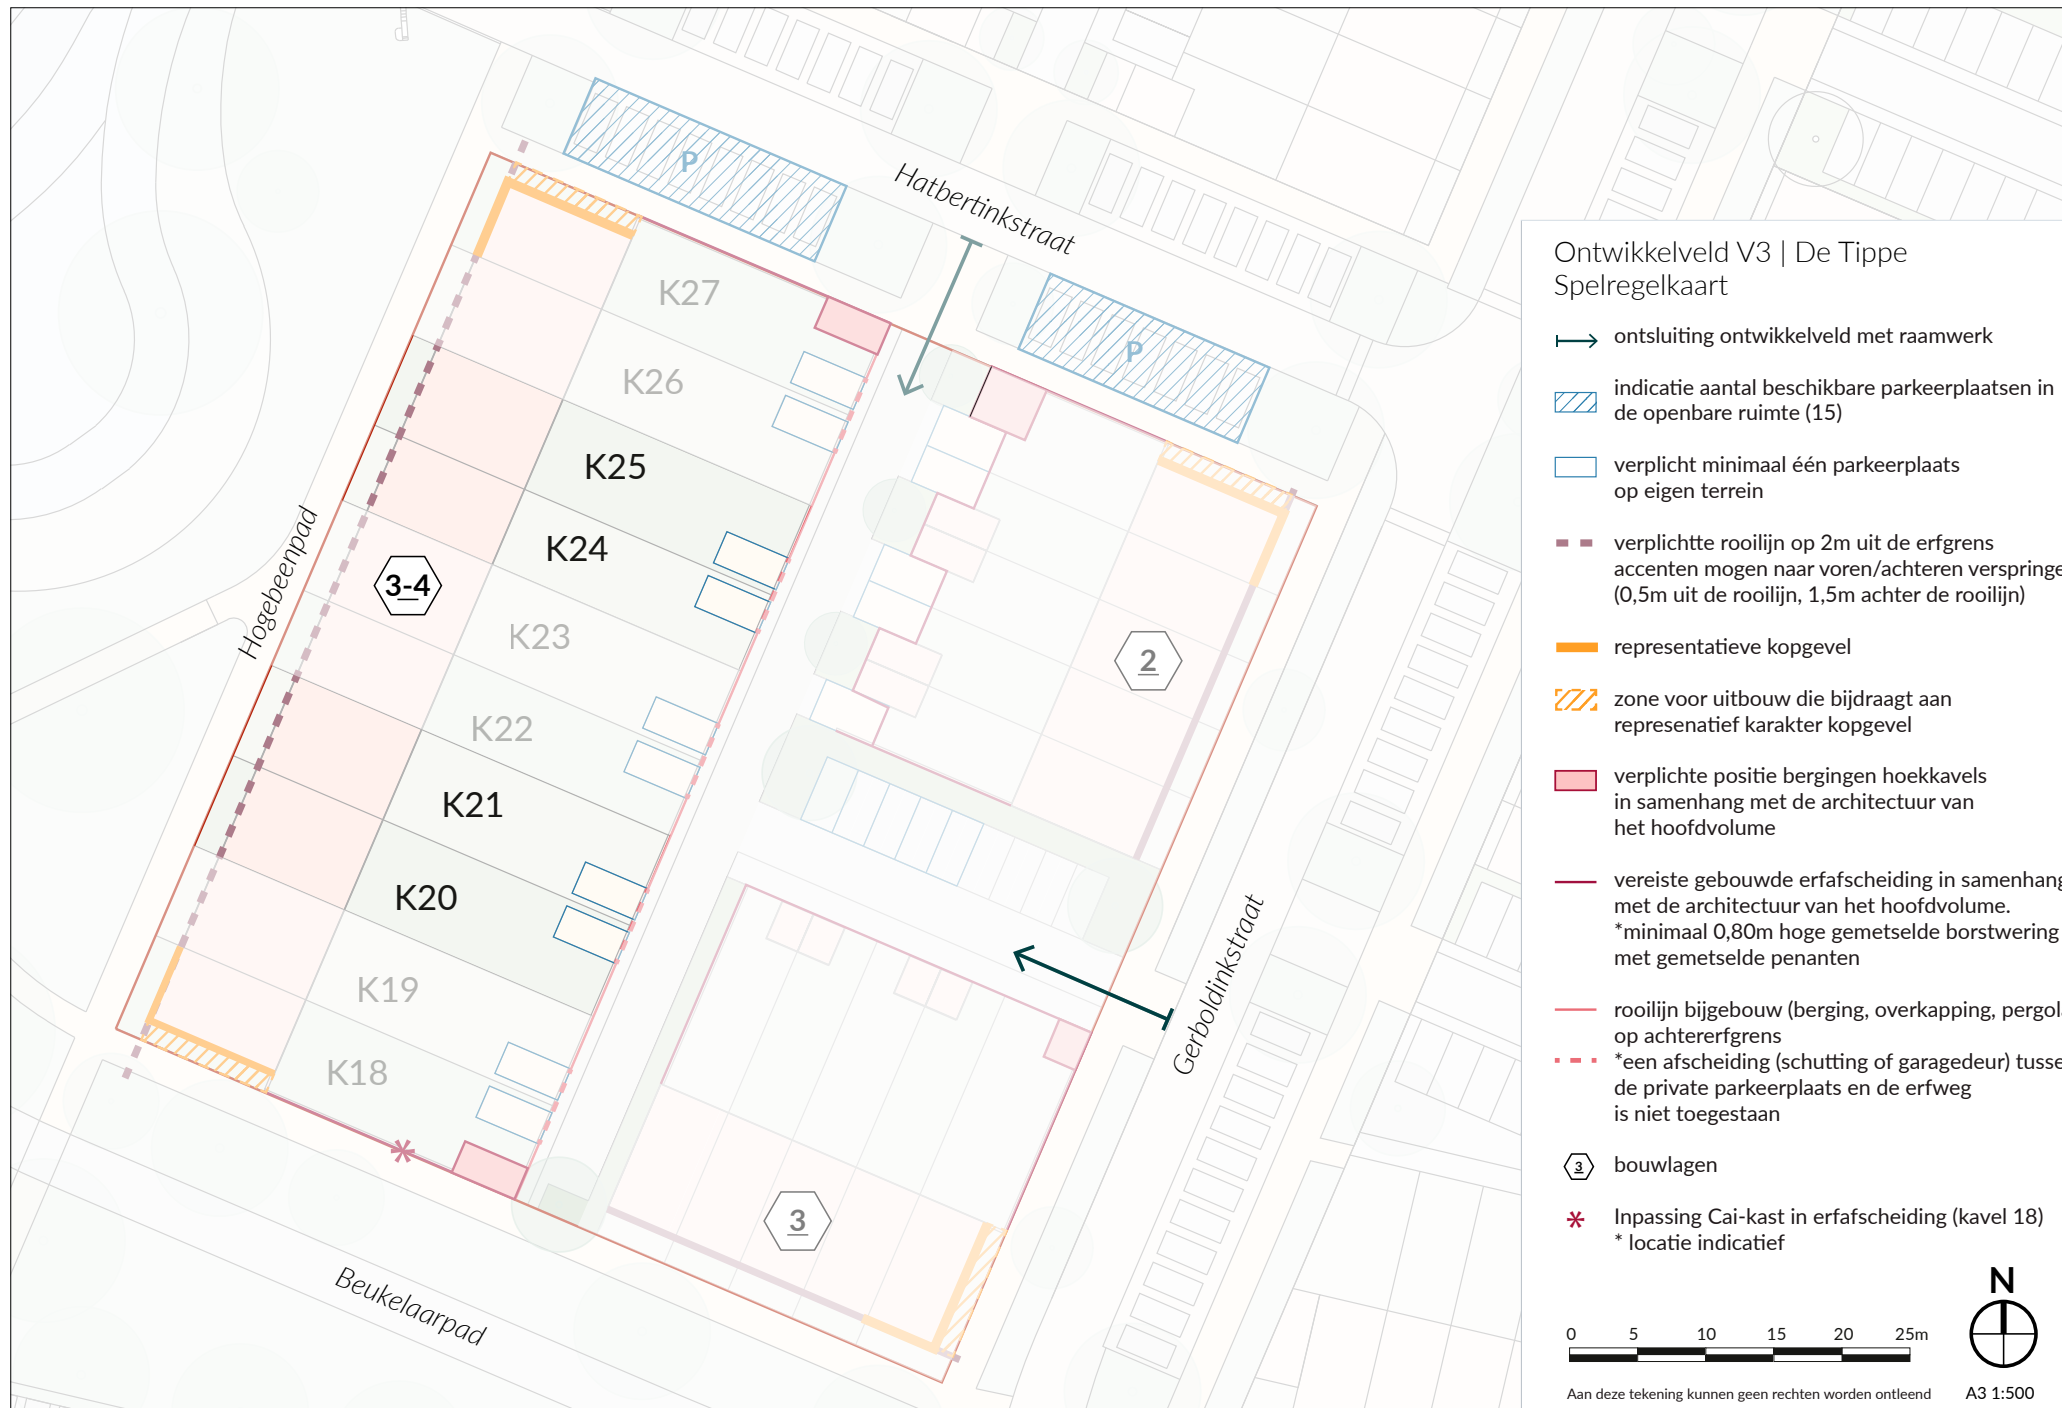 P
Hatbertinkstraat
P
K27
K26
K25
K24
K23
K22
K21
K20
K19
K18
3-4
2
3
Hogebeenpad
Gerboldinkstraat
Beukelaarpad
Ontwikkelveld V3 | De Tippe
Spelregelkaart
ontsluiting ontwikkelveld met raamwerk
indicatie aantal beschikbare parkeerplaatsen in
de openbare ruimte (15)
verplicht minimaal één parkeerplaats
op eigen terrein
verplichtte rooilijn op 2m uit de erfgrens
accenten mogen naar voren/achteren verspringe
(0,5m uit de rooilijn, 1,5m achter de rooilijn)
representatieve kopgevel
zone voor uitbouw die bijdraagt aan
represenatief karakter kopgevel
verplichte positie bergingen hoekkavels
in samenhang met de architectuur van
het hoofdvolume
vereiste gebouwde erfafscheiding in samenhang
met de architectuur van het hoofdvolume.
*minimaal 0,80m hoge gemetselde borstwering
met gemetselde penanten
rooilijn bijgebouw (berging, overkapping, pergola
op achtererfgrens
*een afscheiding (schutting of garagedeur) tusse
de private parkeerplaats en de erfweg
is niet toegestaan
3 bouwlagen
* Inpassing Cai-kast in erfafscheiding (kavel 18)
* locatie indicatief
N
0 5 10 15 20 25m
Aan deze tekening kunnen geen rechten worden ontleend
A3 1:500